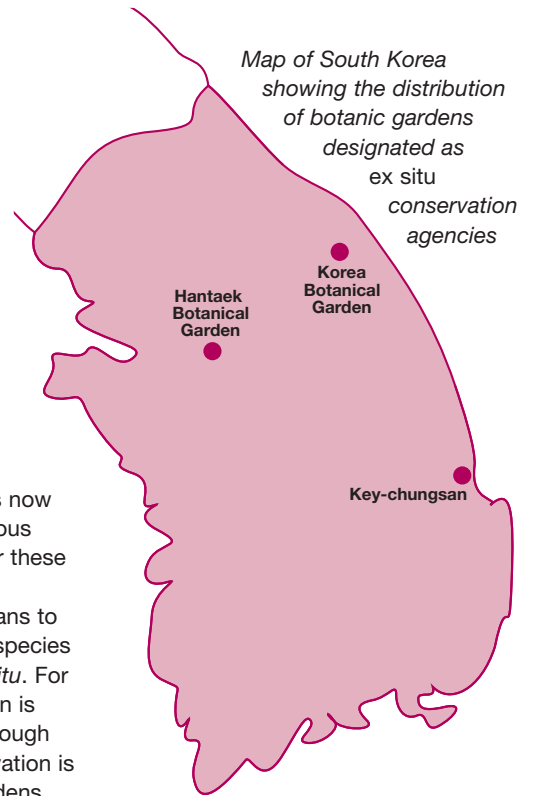 Map of South Korea
showing the distribution
of botanic gardens
designated as
ex situ
conservation
agencies
Korea
Botanical
Garden
Hantaek
Botanical
Garden
Key-chungsan
s now
ous
r these
ans to
species
itu. For
n is
ough
ation is
dens